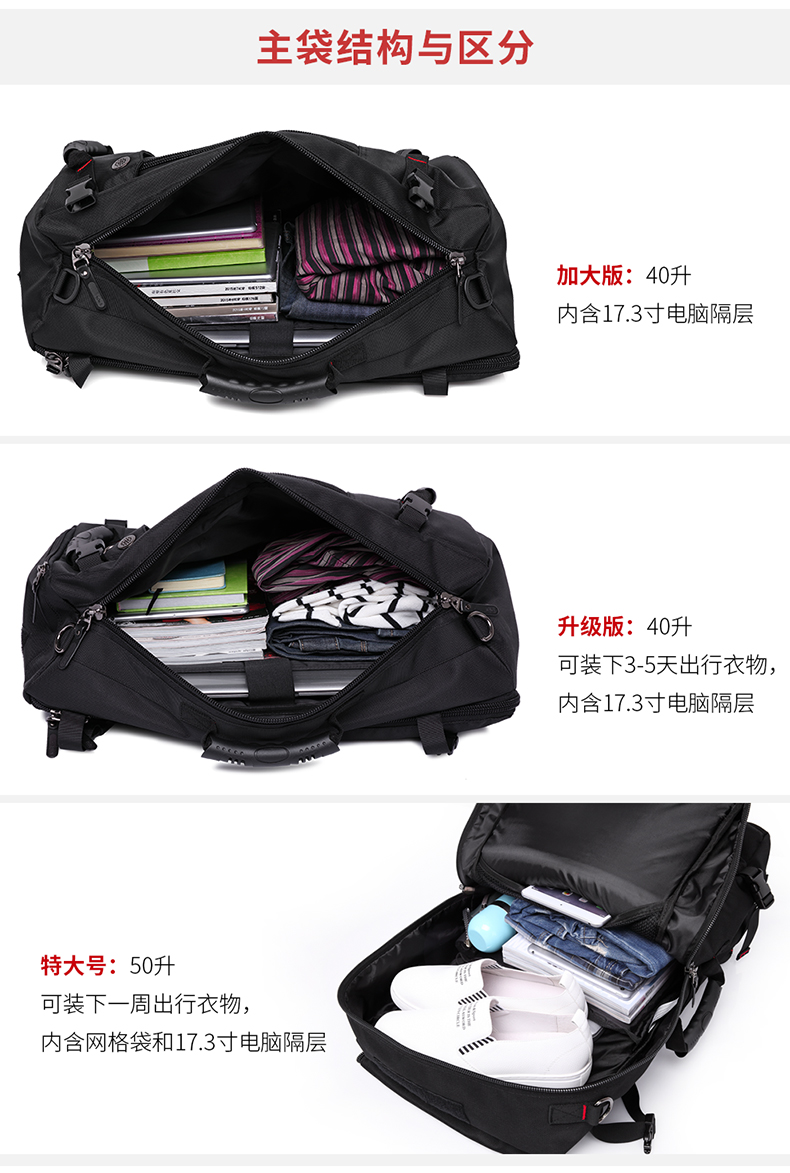 主袋结构与区分
加大版：40升
内含17.3寸电脑隔层
升级版：40升
可装下3-5天出行衣物，
内含17.3寸电脑隔层
特大号：50升
可装下一周出行衣物，
内含网格袋和17.3寸电脑隔层